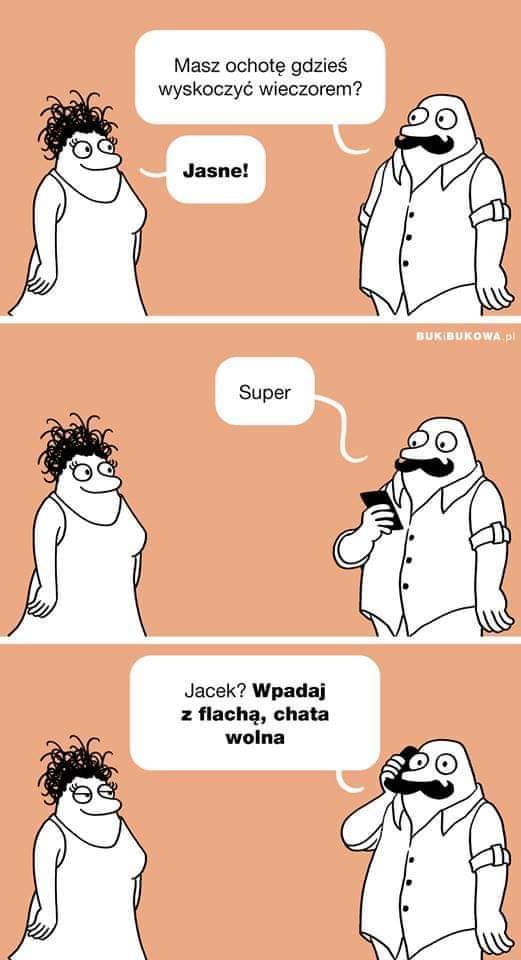 Masz ochotę gdzieś
wyskoczyć wieczorem?
Jasne!
BUKiBUKOWA.pl
Super
Jacek? Wpadaj
z flachą, chata
wolna